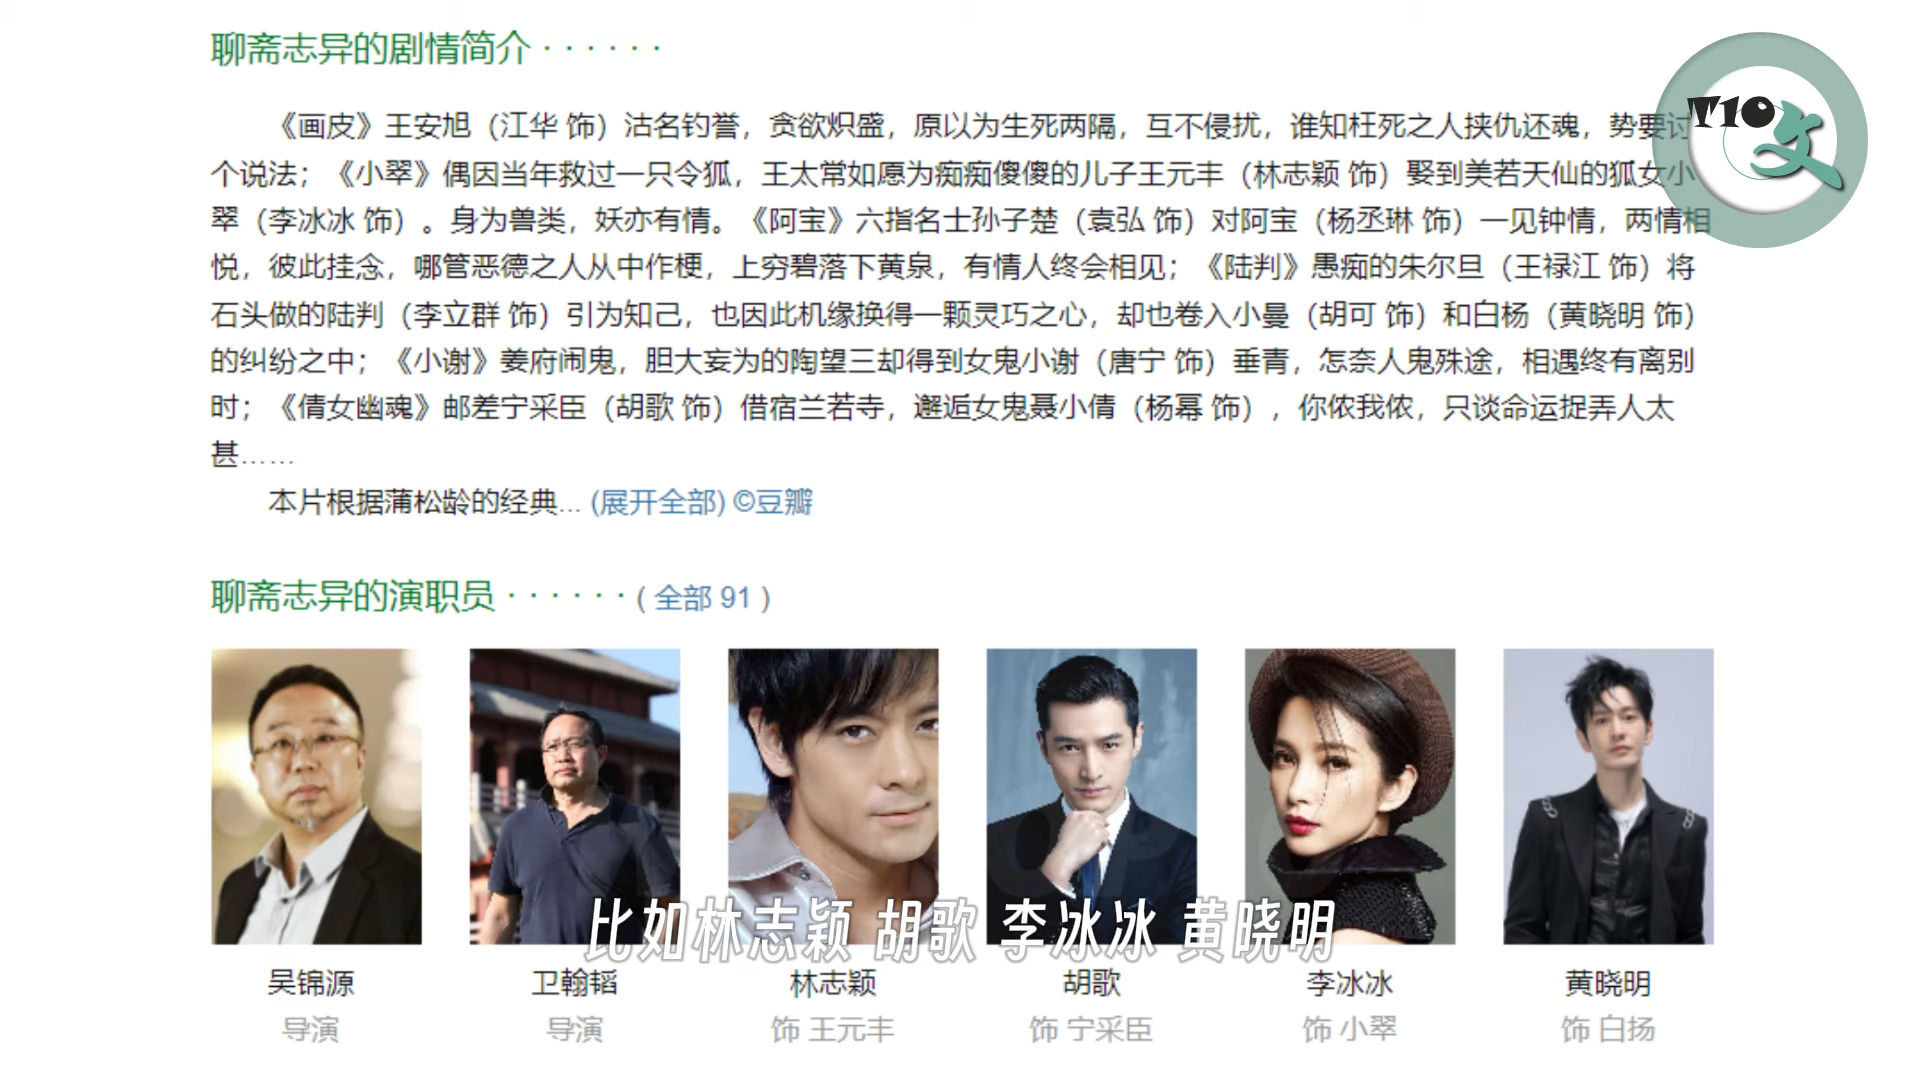 聊斋志异的剧情简介 · · · · · ·
T10文
《画皮》王安旭（江华 饰）沽名钓誉，贪欲炽盛，原以为生死两隔，互不侵扰，谁知枉死之人挟仇还魂，势要讨
个说法；《小翠》偶因当年救过一只令狐，王太常如愿为痴痴傻傻的儿子王元丰（林志颖 饰）娶到美若天仙的狐女小
翠（李冰冰 饰）。身为兽类，妖亦有情。《阿宝》六指名士孙子楚（袁弘 饰）对阿宝（杨丞琳 饰）一见钟情，两情相
悦，彼此挂念，哪管恶德之人从中作梗，上穷碧落下黄泉，有情人终会相见；《陆判》愚痴的朱尔旦（王禄江 饰）将
石头做的陆判（李立群 饰）引为知己，也因此机缘换得一颗灵巧之心，却也卷入小曼（胡可 饰）和白杨（黄晓明 饰）
的纠纷之中；《小谢》姜府闹鬼，胆大妄为的陶望三却得到女鬼小谢（唐宁 饰）垂青，怎奈人鬼殊途，相遇终有离别
时；《倩女幽魂》邮差宁采臣（胡歌 饰）借宿兰若寺，邂逅女鬼聂小倩（杨幂 饰），你侬我侬，只谈命运捉弄人太
甚……
本片根据蒲松龄的经典... (展开全部) ©豆瓣
聊斋志异的演职员 · · · · · · ( 全部 91 )
比如林志颖 胡歌 李冰冰 黄晓明
吴锦源 卫翰韬 林志颖 胡歌 李冰冰 黄晓明
导演 导演 饰 王元丰 饰 宁采臣 饰 小翠 饰 白扬